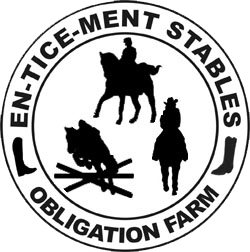 EN-TICE-MENT STABLES
OBLIGATION FARM